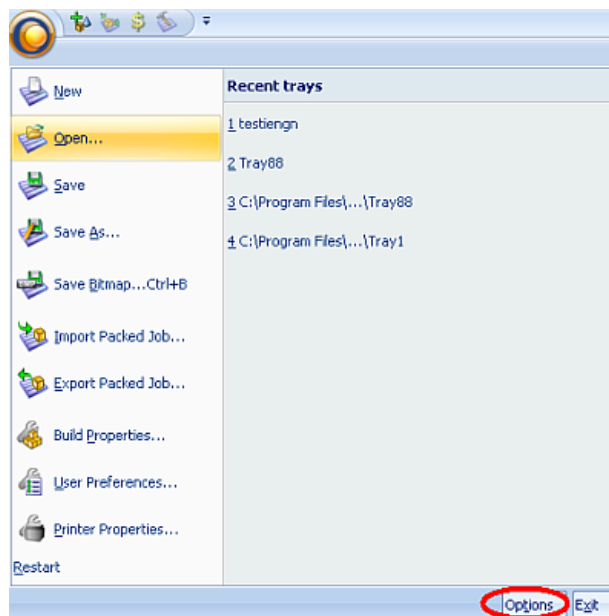 New
Open...
Save
Save As...
Save Bitmap...Ctrl+B
Import Packed Job...
Export Packed Job...
Build Properties...
User Preferences...
Printer Properties...
Restart
Recent trays
1 testiengn
2 Tray88
3 C:\Program Files\...\Tray88
4 C:\Program Files\...\Tray1
Options Exit